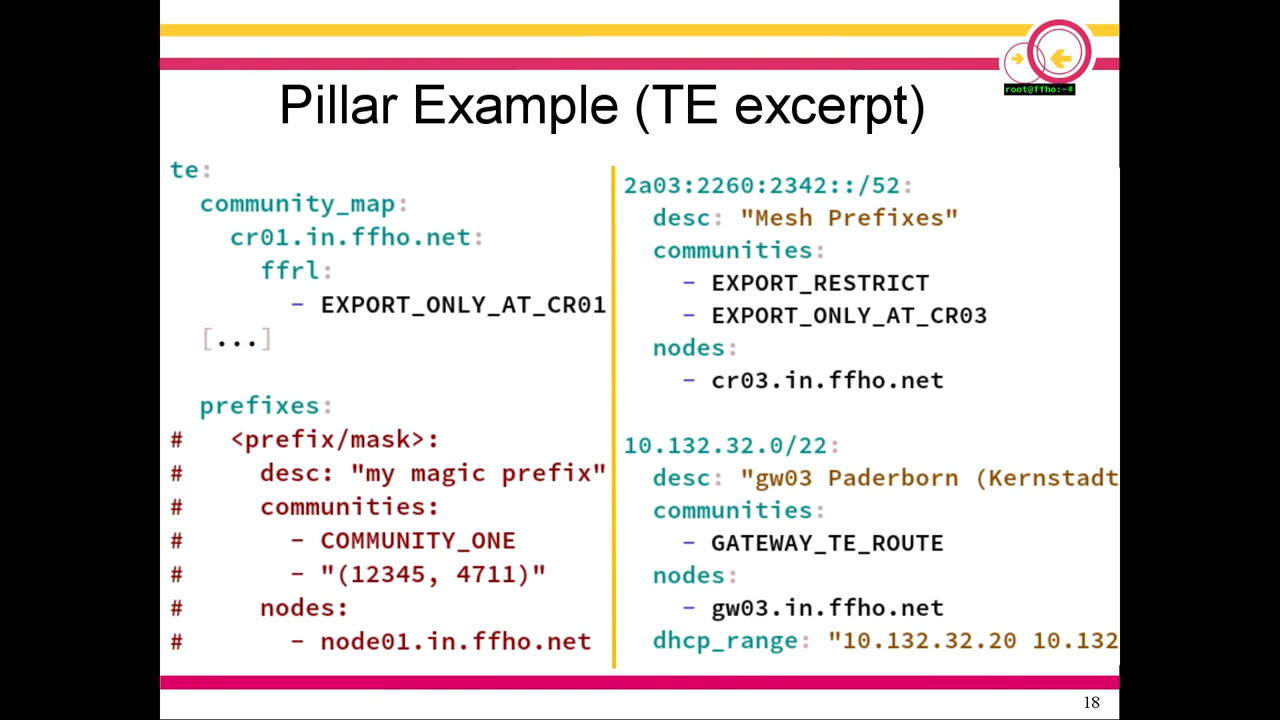 root@ffho:~#
Pillar Example (TE excerpt)
te:
  community_map:
    cr01.in.ffho.net:
      ffrl:
        - EXPORT_ONLY_AT_CR01
  [...]
  prefixes:
#   <prefix/mask>:
#     desc: "my magic prefix"
#     communities:
#       - COMMUNITY_ONE
#       - "(12345, 4711)"
#     nodes:
#       - node01.in.ffho.net
2a03:2260:2342::/52:
  desc: "Mesh Prefixes"
  communities:
    - EXPORT_RESTRICT
    - EXPORT_ONLY_AT_CR03
  nodes:
    - cr03.in.ffho.net
10.132.32.0/22:
  desc: "gw03 Paderborn (Kernstadt
  communities:
    - GATEWAY_TE_ROUTE
  nodes:
    - gw03.in.ffho.net
  dhcp_range: "10.132.32.20 10.132
18